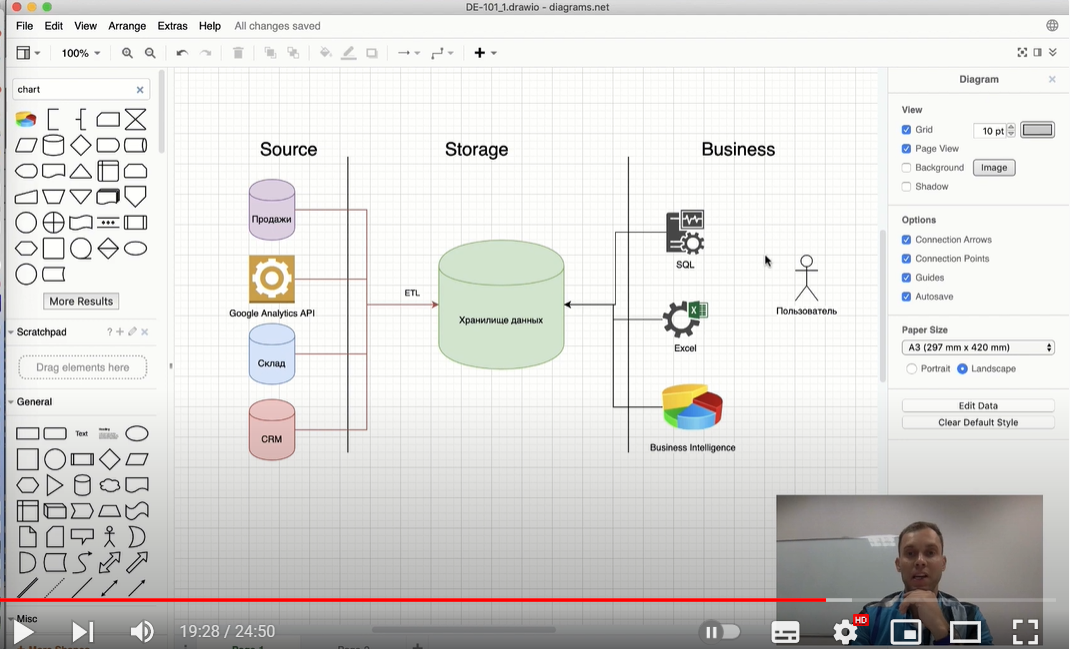 DE-101_1.drawio - diagrams.net
File Edit View Arrange Extras Help All changes saved
100%
chart
More Results
Scratchpad
Drag elements here
General
Text
Misc
Source
Storage
Business
Продажи
Google Analytics API
Склад
CRM
ETL
Хранилище данных
SQL
Excel
Business Intelligence
Пользователь
Diagram
View
Grid 10 pt
Page View
Background Image
Shadow
Options
Connection Arrows
Connection Points
Guides
Autosave
Paper Size
A3 (297 mm x 420 mm)
Portrait Landscape
Edit Data
Clear Default Style
19:28 / 24:50
HD